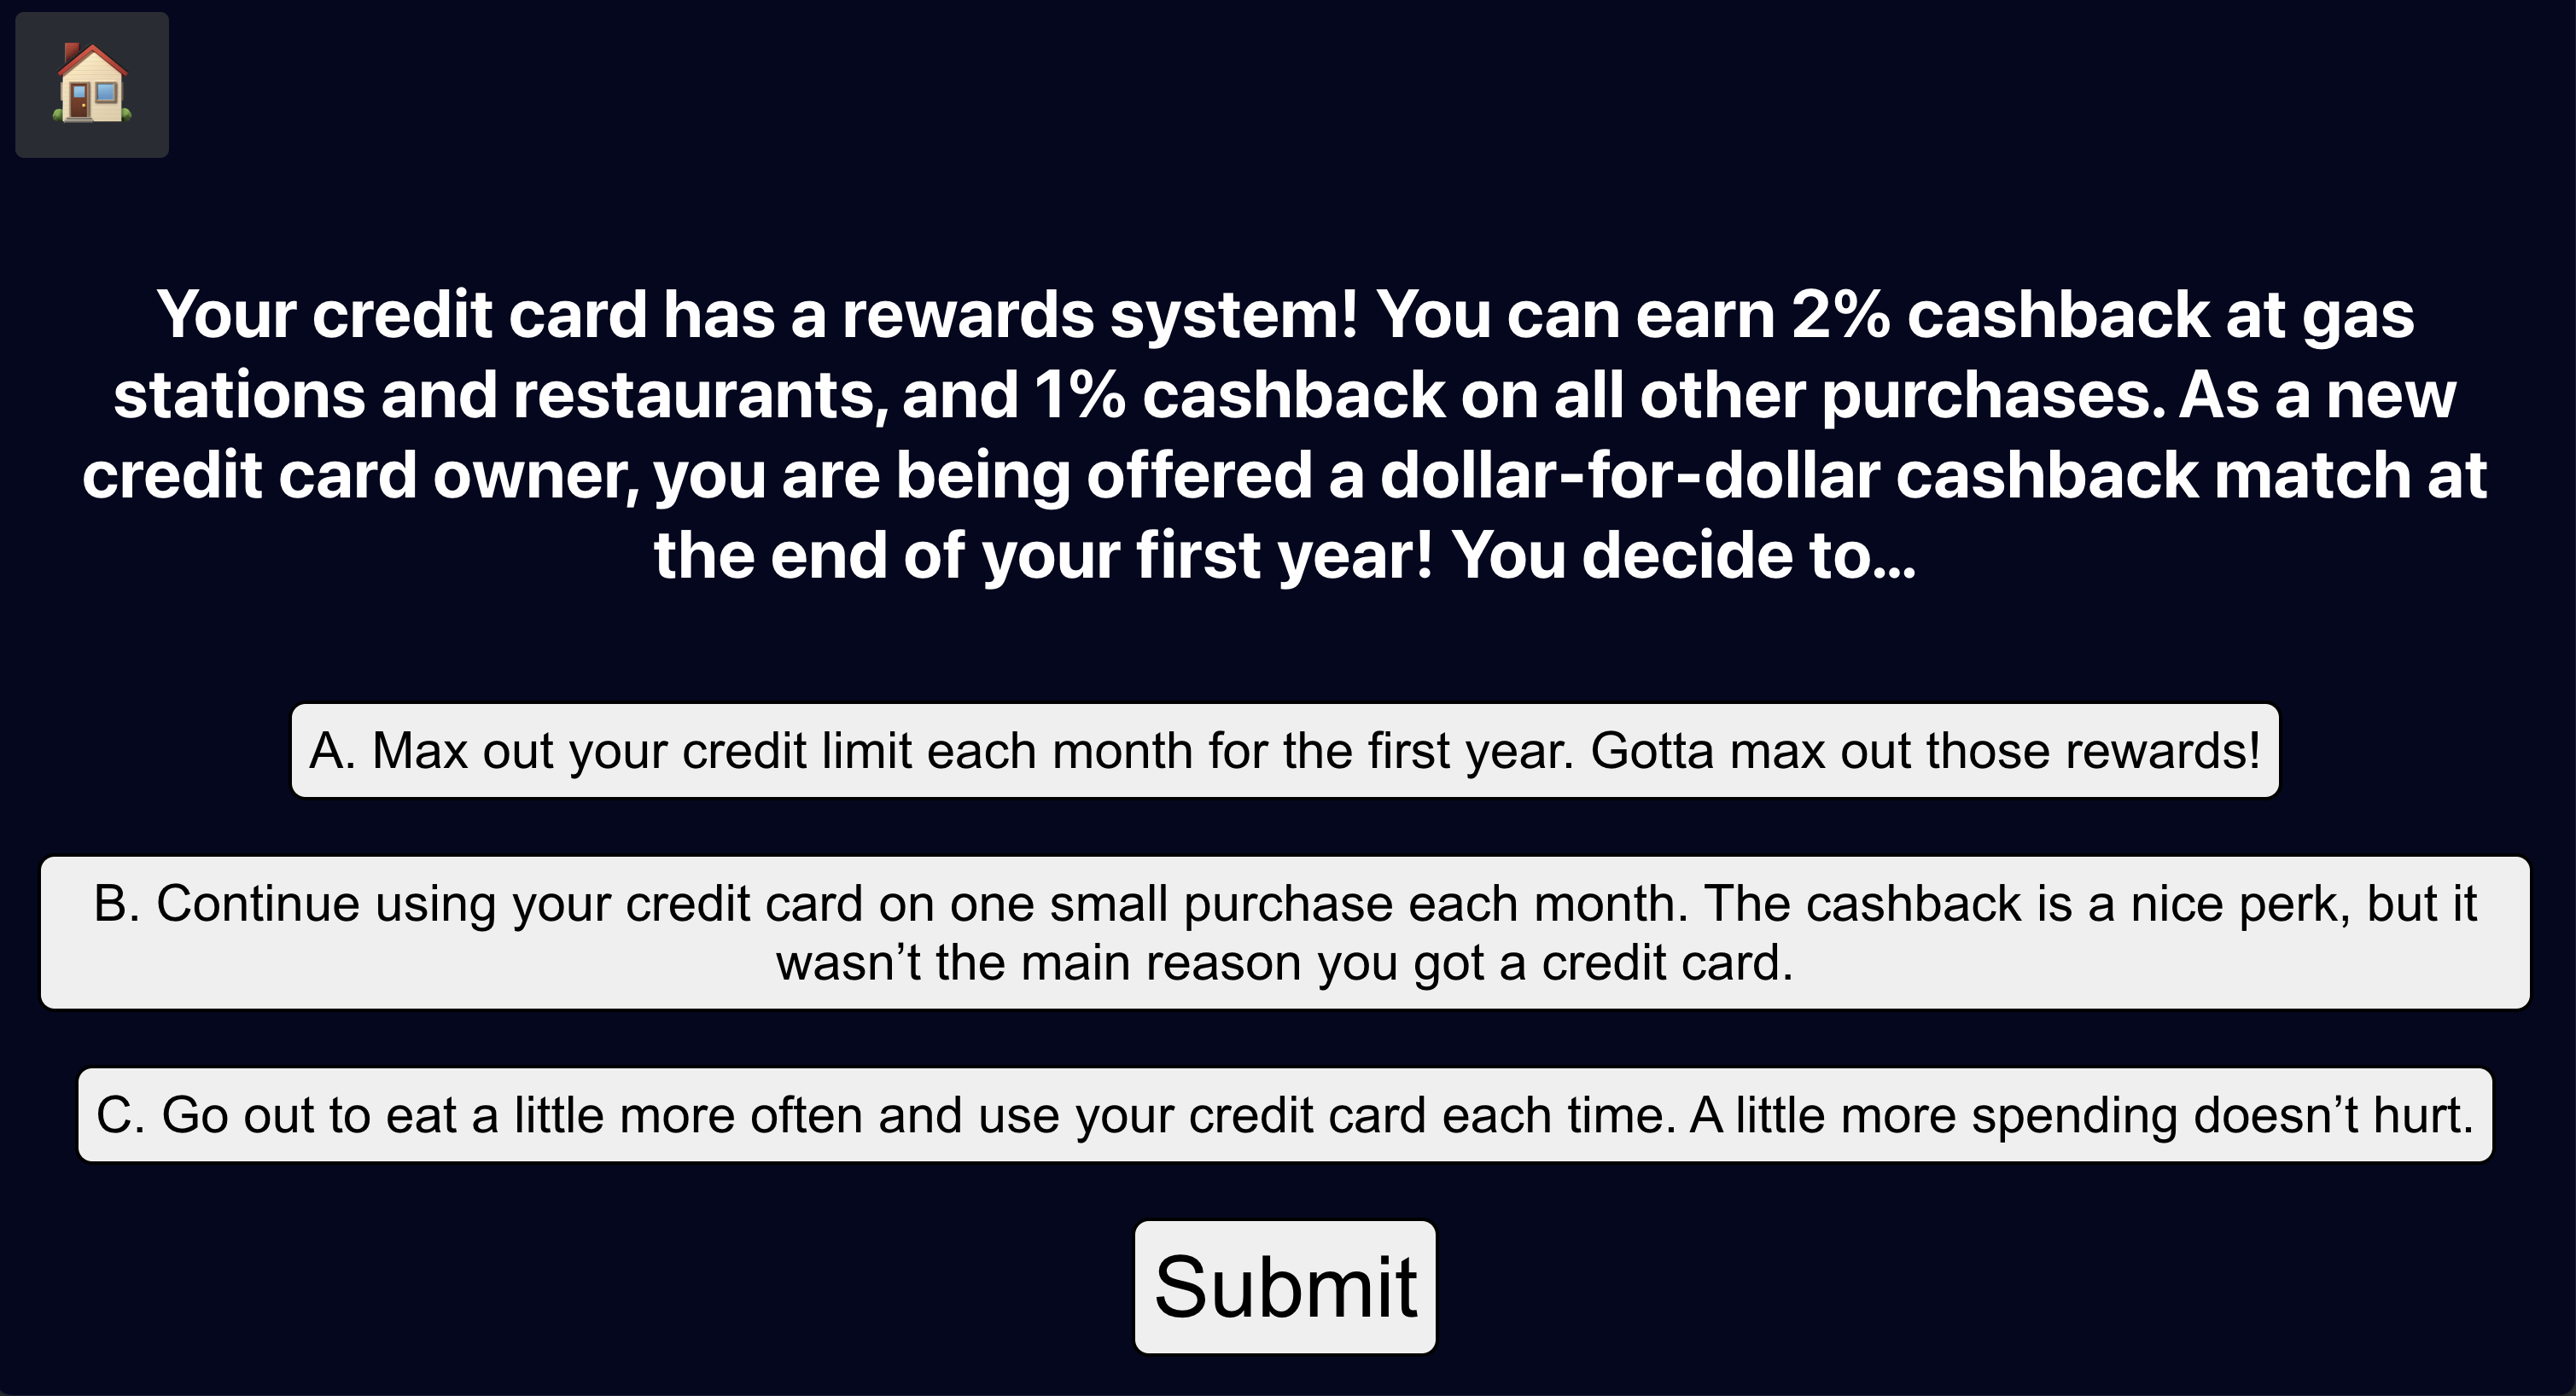 Your credit card has a rewards system! You can earn 2% cashback at gas
stations and restaurants, and 1% cashback on all other purchases. As a new
credit card owner, you are being offered a dollar-for-dollar cashback match at
the end of your first year! You decide to...
A. Max out your credit limit each month for the first year. Gotta max out those rewards!
B. Continue using your credit card on one small purchase each month. The cashback is a nice perk, but it
wasn’t the main reason you got a credit card.
C. Go out to eat a little more often and use your credit card each time. A little more spending doesn’t hurt.
Submit